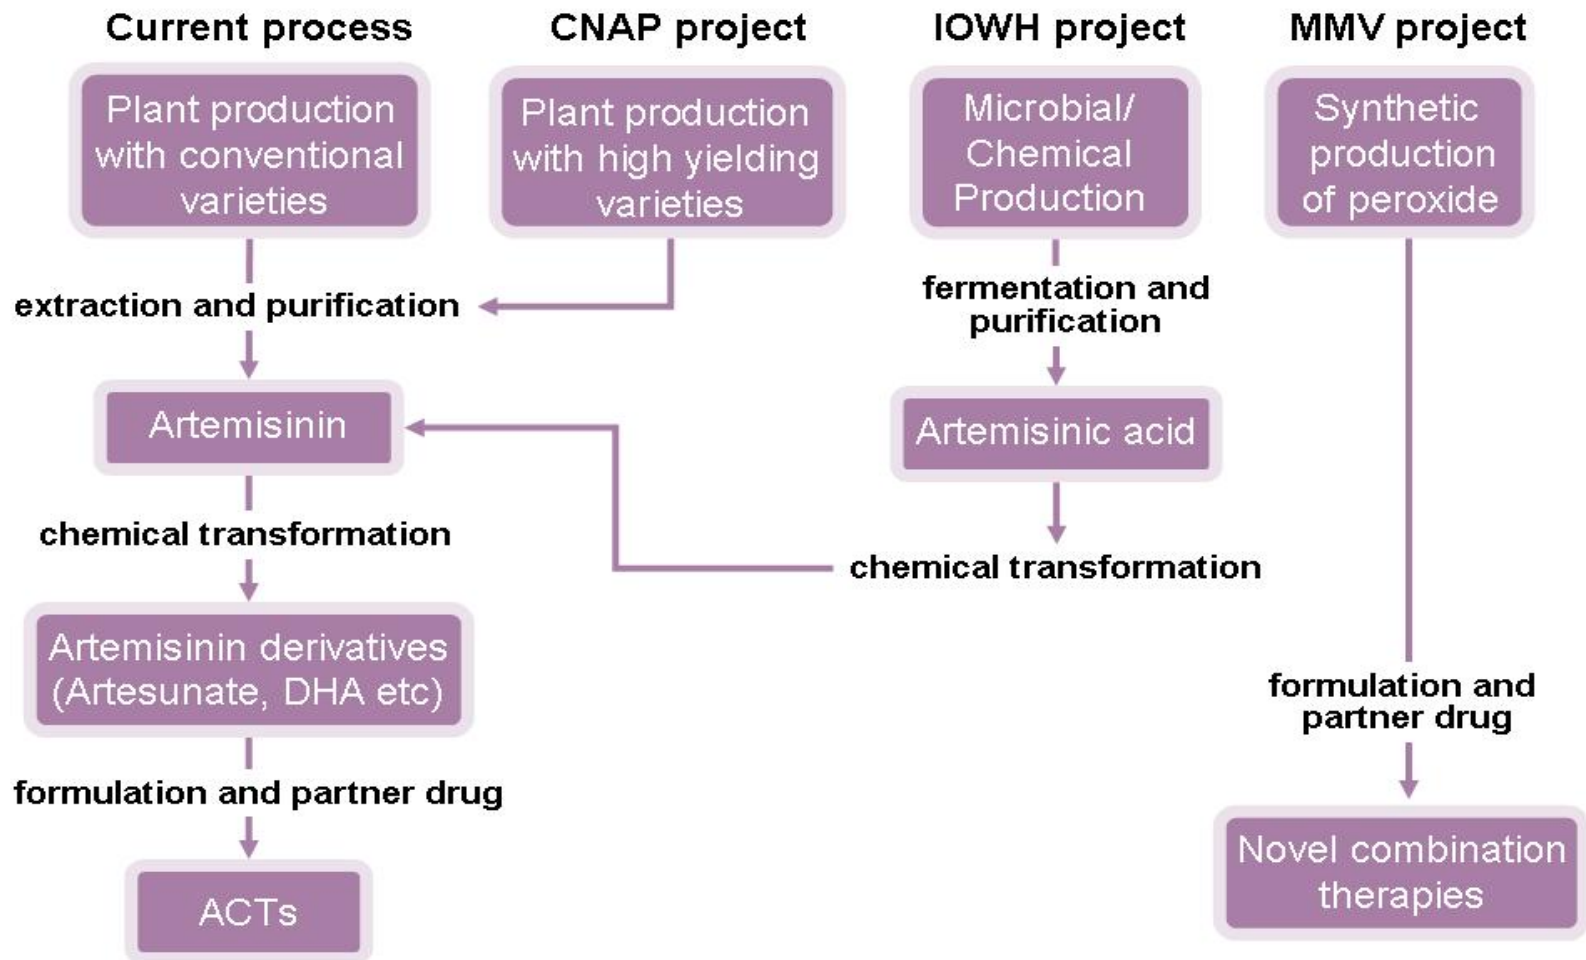 Current process
CNAP project
IOWH project
MMV project
Plant production
with conventional
varieties
Plant production
with high yielding
varieties
Microbial/
Chemical
Production
Synthetic
production
of peroxide
extraction and purification
fermentation and
purification
Artemisinin
Artemisinic acid
chemical transformation
chemical transformation
Artemisinin derivatives
(Artesunate, DHA etc)
formulation and
partner drug
formulation and partner drug
Novel combination
therapies
ACTs